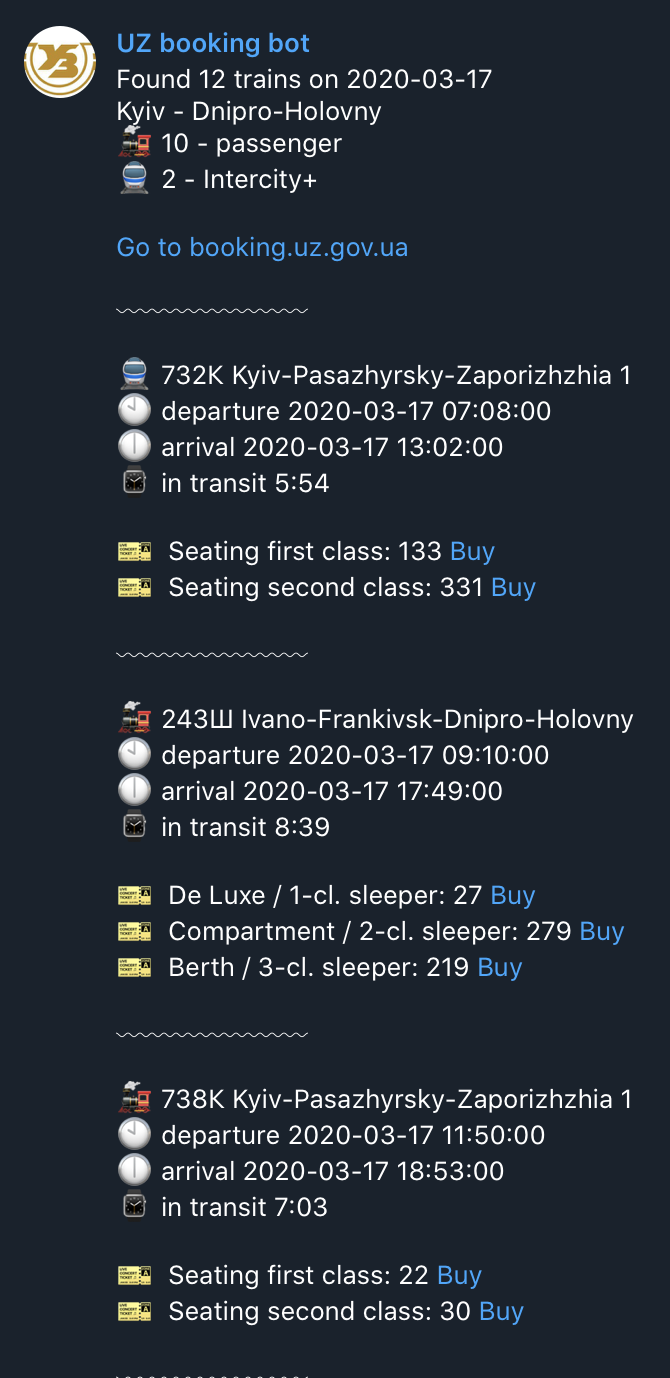 UZ booking bot
Found 12 trains on 2020-03-17
Kyiv - Dnipro-Holovny
10 - passenger
2 - Intercity+
Go to booking.uz.gov.ua
732К Kyiv-Pasazhyrsky-Zaporizhzhia 1
departure 2020-03-17 07:08:00
arrival 2020-03-17 13:02:00
in transit 5:54
Seating first class: 133 Buy
Seating second class: 331 Buy
243Ш Ivano-Frankivsk-Dnipro-Holovny
departure 2020-03-17 09:10:00
arrival 2020-03-17 17:49:00
in transit 8:39
De Luxe / 1-cl. sleeper: 27 Buy
Compartment / 2-cl. sleeper: 279 Buy
Berth / 3-cl. sleeper: 219 Buy
738К Kyiv-Pasazhyrsky-Zaporizhzhia 1
departure 2020-03-17 11:50:00
arrival 2020-03-17 18:53:00
in transit 7:03
Seating first class: 22 Buy
Seating second class: 30 Buy